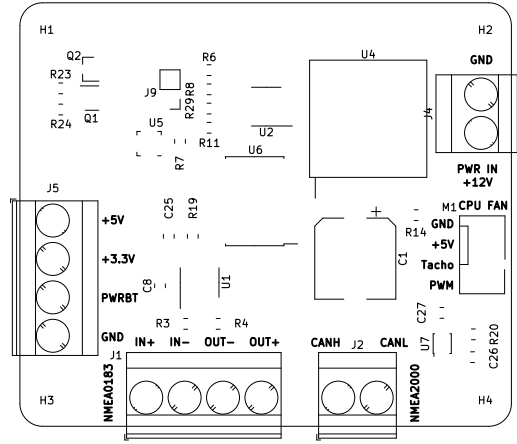 H1
H2
Q2
R6
U4
GND
R23
J9
R8
R29
J4
R24
Q1
U5
U2
R11
U6
R7
PWR IN
+12V
J5
C25
R19
M1
CPU FAN
+5V
GND
R14
+5V
+3.3V
C1
Tacho
C8
U1
PWM
PWRBT
C27
R3
R4
GND
IN+
IN-
OUT-
OUT+
CANH
J2
CANL
U7
R20
J1
C26
NMEA0183
NMEA2000
H3
H4